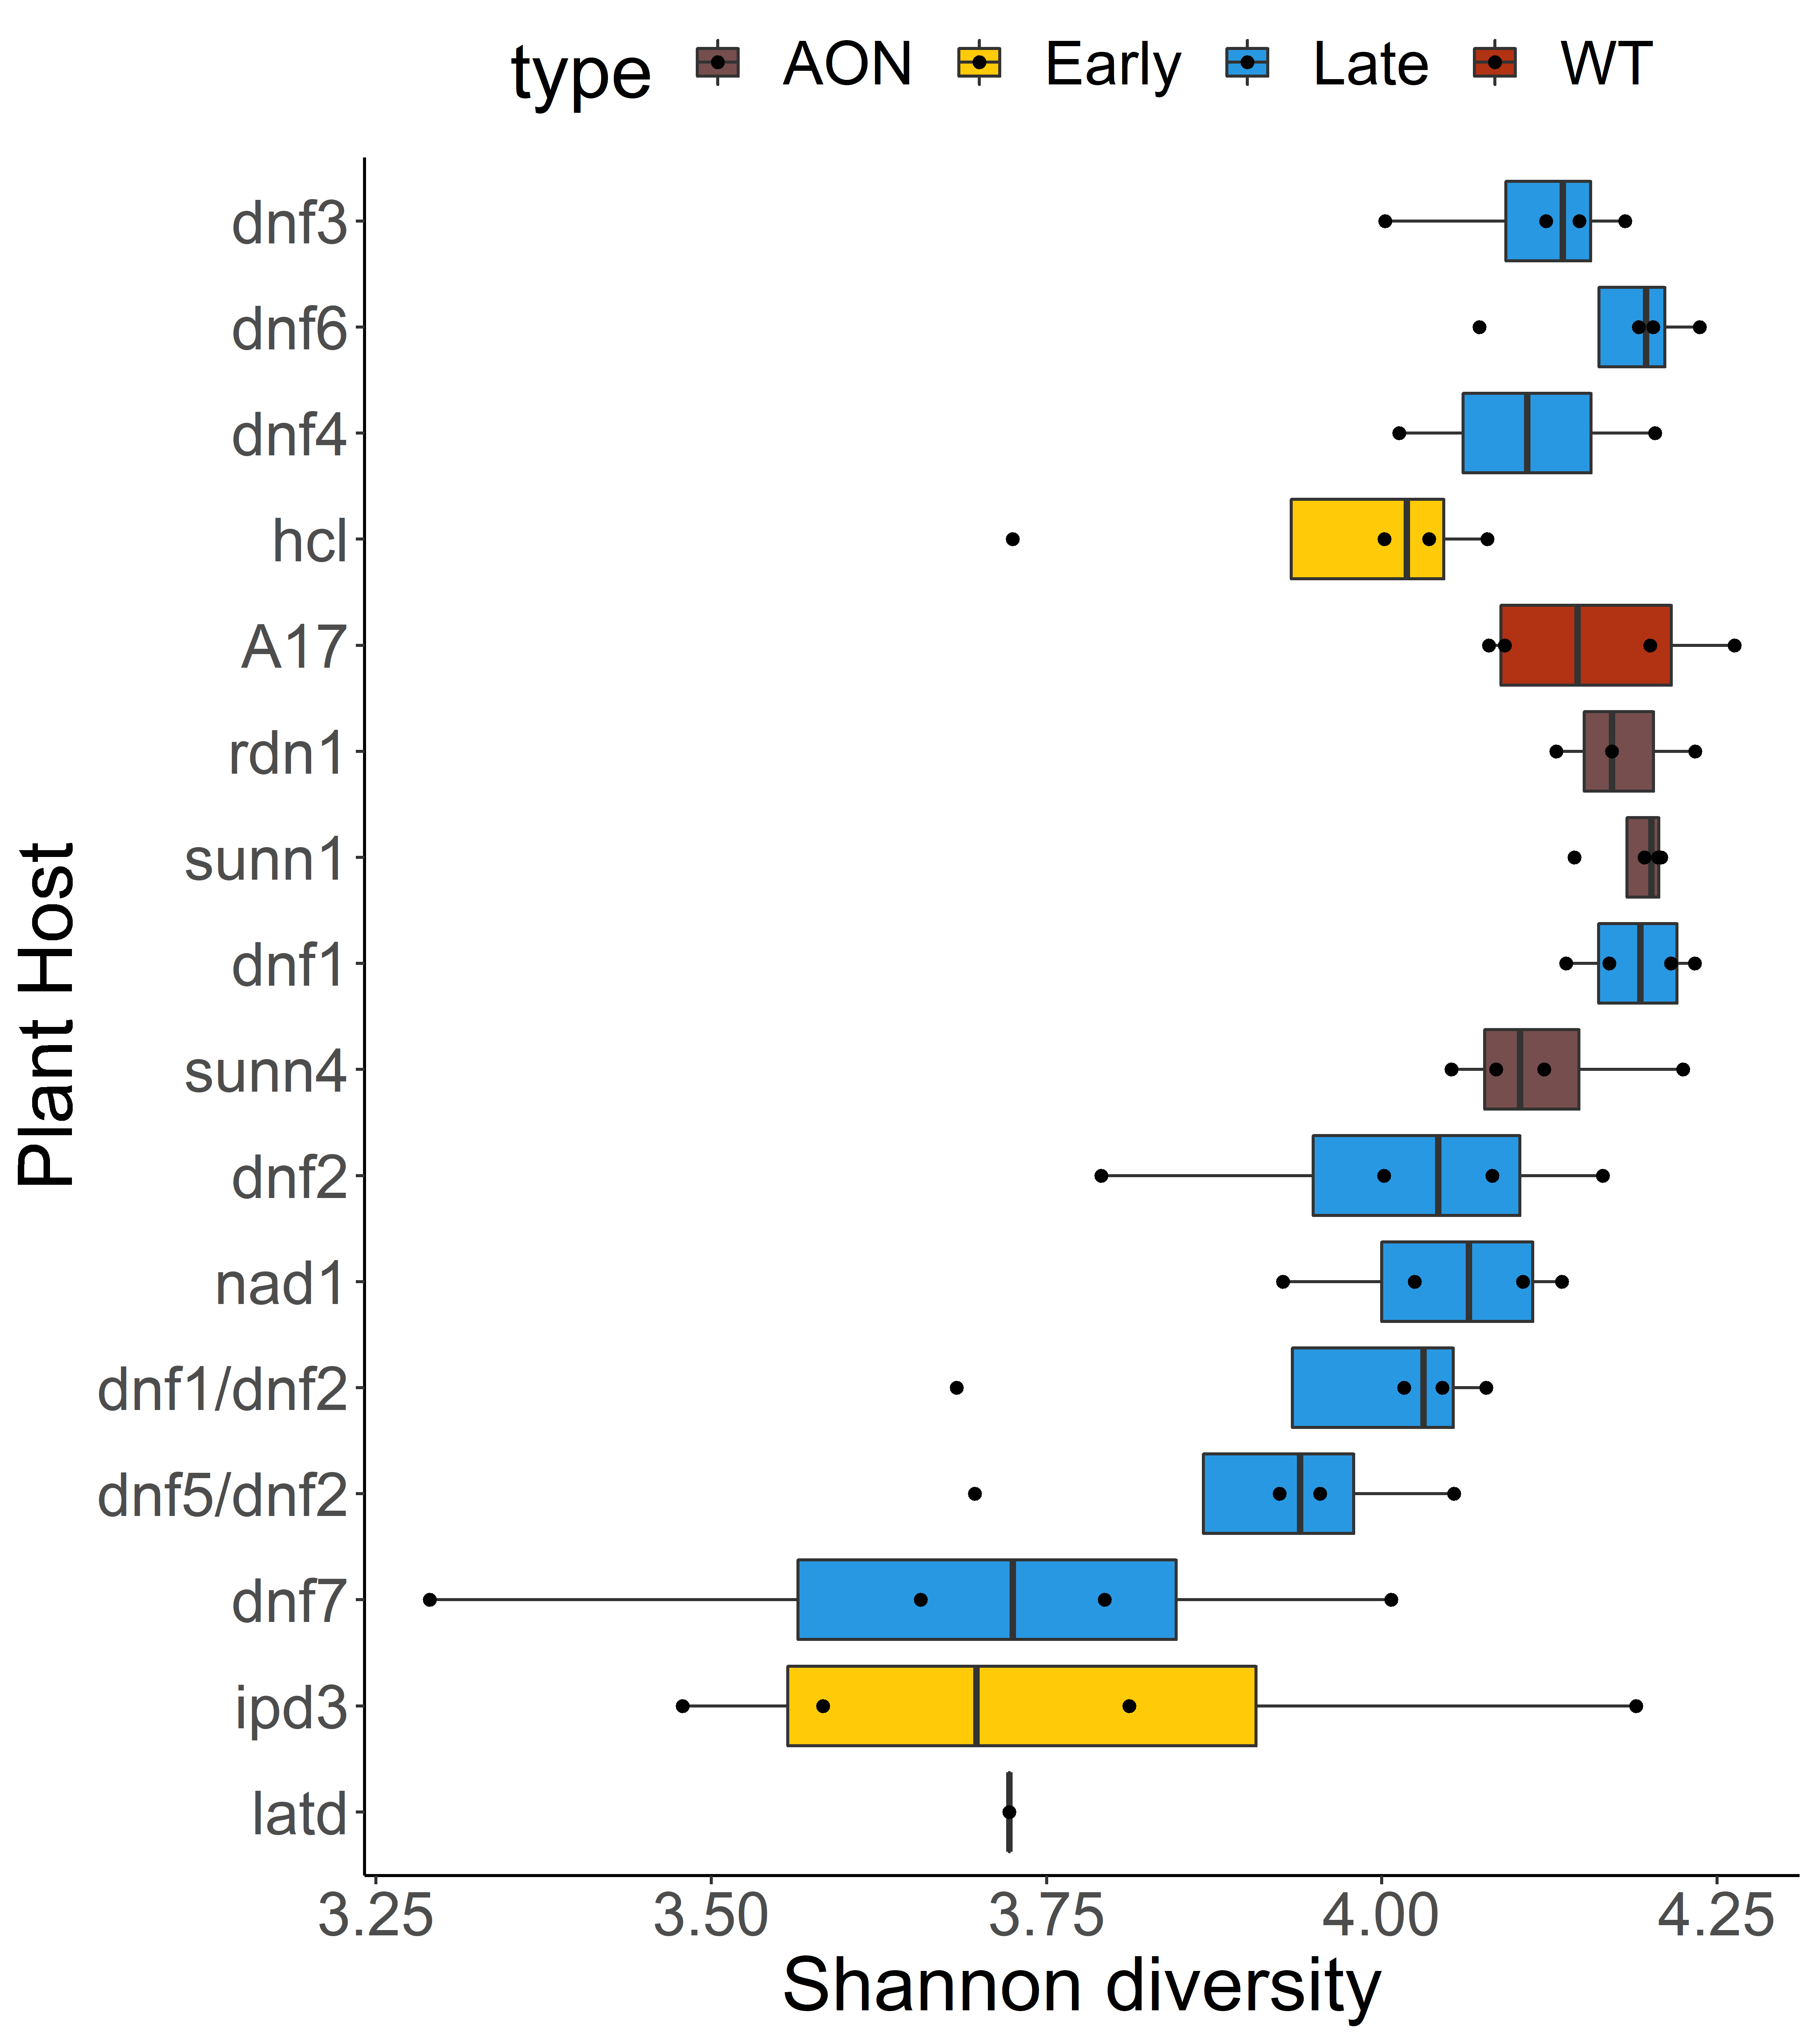 type AON Early Late WT
Plant Host
dnf3
dnf6
dnf4
hcl
A17
rdn1
sunn1
dnf1
sunn4
dnf2
nad1
dnf1/dnf2
dnf5/dnf2
dnf7
ipd3
latd
3.25 3.50 3.75 4.00 4.25
Shannon diversity